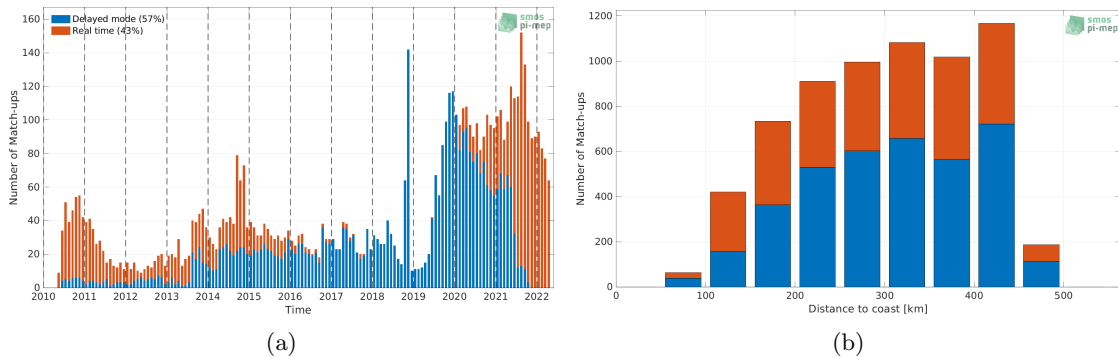 Delayed mode (57%)
Real time (43%)
smos
pi-mep
160
140
120
100
80
60
40
20
0
Number of Match-ups
2010 2011 2012 2013 2014 2015 2016 2017 2018 2019 2020 2021 2022
Time
(a)
smos
pi-mep
1200
1000
800
600
400
200
0
Number of Match-ups
0 100 200 300 400 500
Distance to coast [km]
(b)